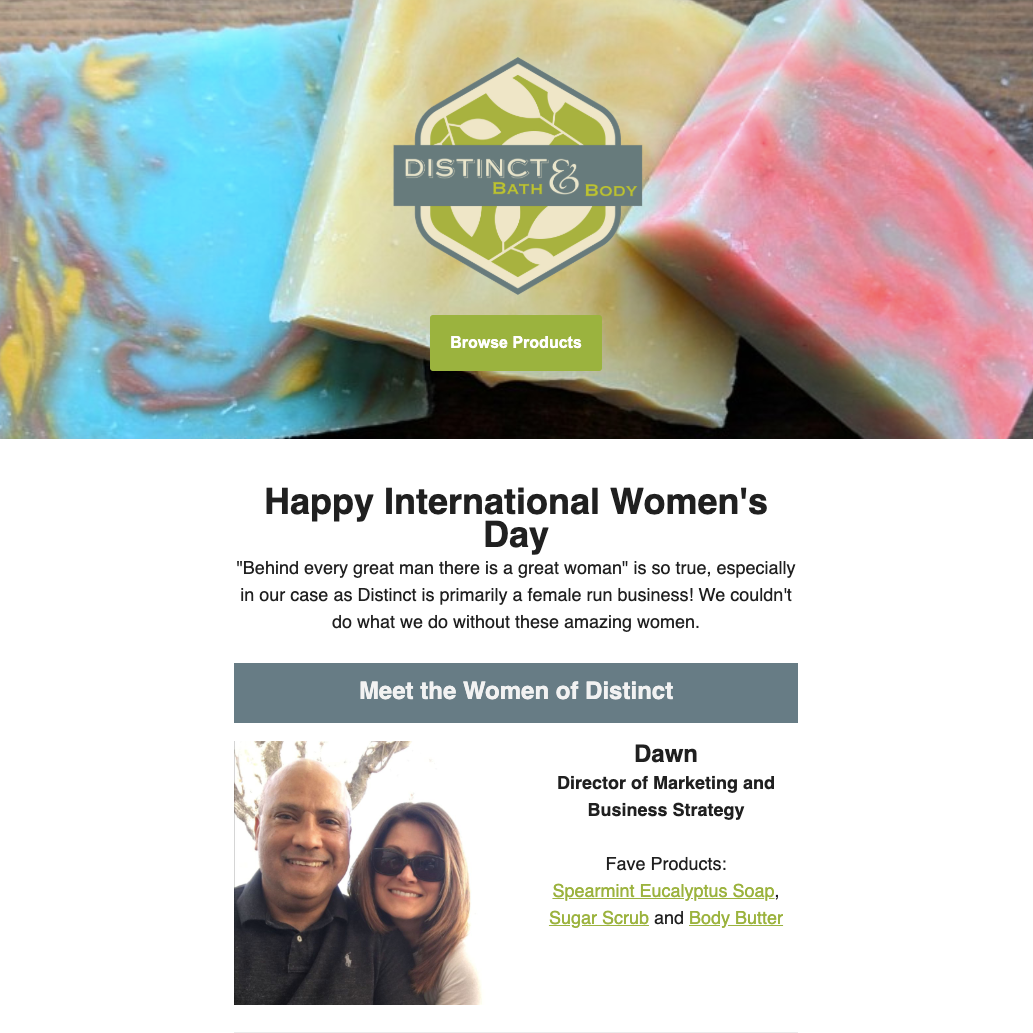 DISTINCT &
BATH BODY
Browse Products
Happy International Women's
Day
"Behind every great man there is a great woman" is so true, especially
in our case as Distinct is primarily a female run business! We couldn't
do what we do without these amazing women.
Meet the Women of Distinct
Dawn
Director of Marketing and
Business Strategy
Fave Products:
Spearmint Eucalyptus Soap,
Sugar Scrub and Body Butter